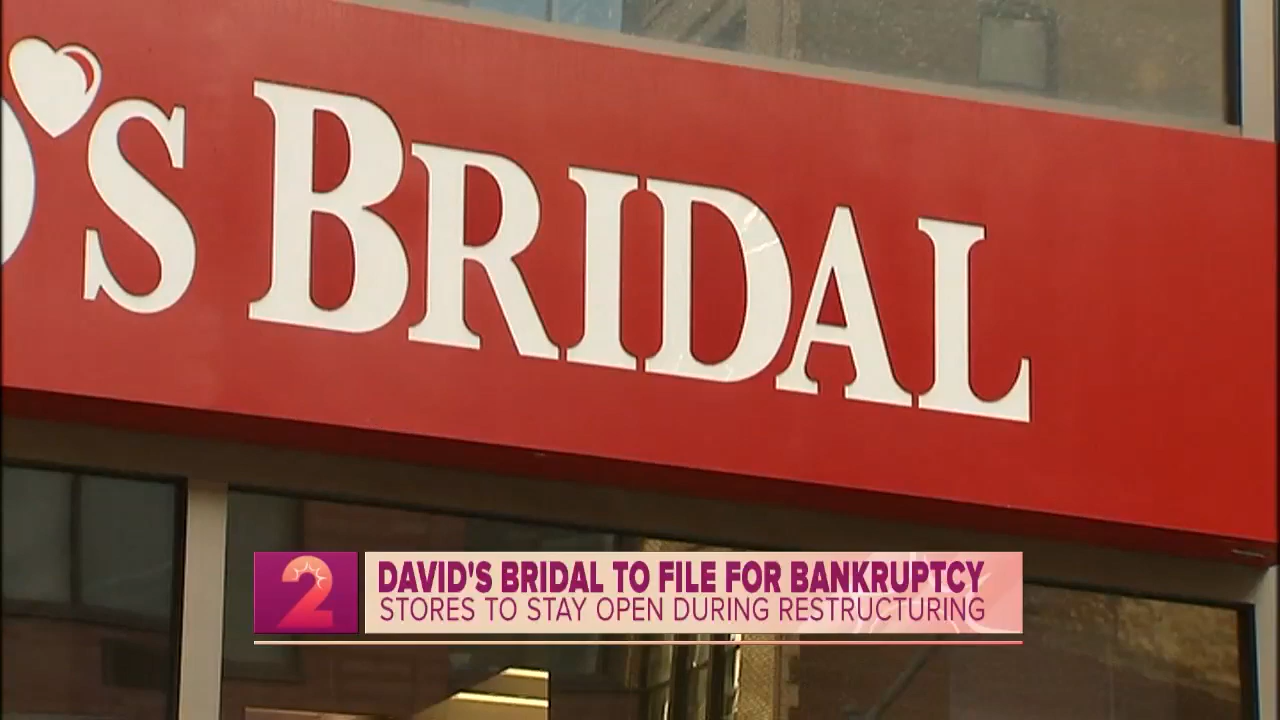 'S BRIDAL
2
DAVID'S BRIDAL TO FILE FOR BANKRUPTCY
STORES TO STAY OPEN DURING RESTRUCTURING